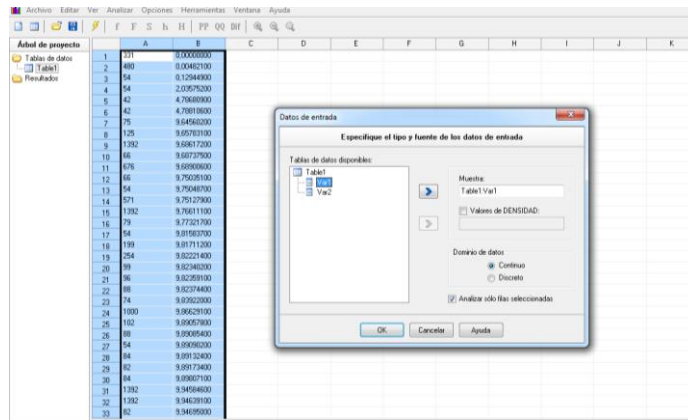 Archivo Editar Ver Analizar Opciones Herramientas Ventana Ayuda
f F S h H PP QQ Dif
Árbol de proyecto
Tablas de datos
Table1
Resultados
A B C D E F G H I J K
1 331 0,00000000
2 480 0,00462100
3 54 0,12944900
4 54 2,03575200
5 42 4,78680900
6 42 4,78810600
7 75 9,64560200
8 125 9,65783100
9 1392 9,68617200
10 66 9,68737500
11 676 9,68900600
12 66 9,75035100
13 54 9,75048700
14 571 9,75127900
15 1392 9,76611100
16 79 9,77321700
17 54 9,81583700
18 199 9,81711200
19 254 9,82221400
20 99 9,82340200
21 96 9,82359100
22 88 9,82374400
23 74 9,83922000
24 1000 9,86629100
25 102 9,89057800
26 88 9,89085400
27 54 9,89090200
28 84 9,89132400
29 82 9,89173400
30 84 9,89807100
31 1392 9,94584600
32 1392 9,94639100
33 82 9,94695000
Datos de entrada
Especifique el tipo y fuente de los datos de entrada
Tablas de datos disponibles:
Table1
Var1
Var2
Muestra:
Table1.Var1
Valores de DENSIDAD:
Dominio de datos
Continuo
Discreto
Analizar sólo filas seleccionadas
OK Cancelar Ayuda